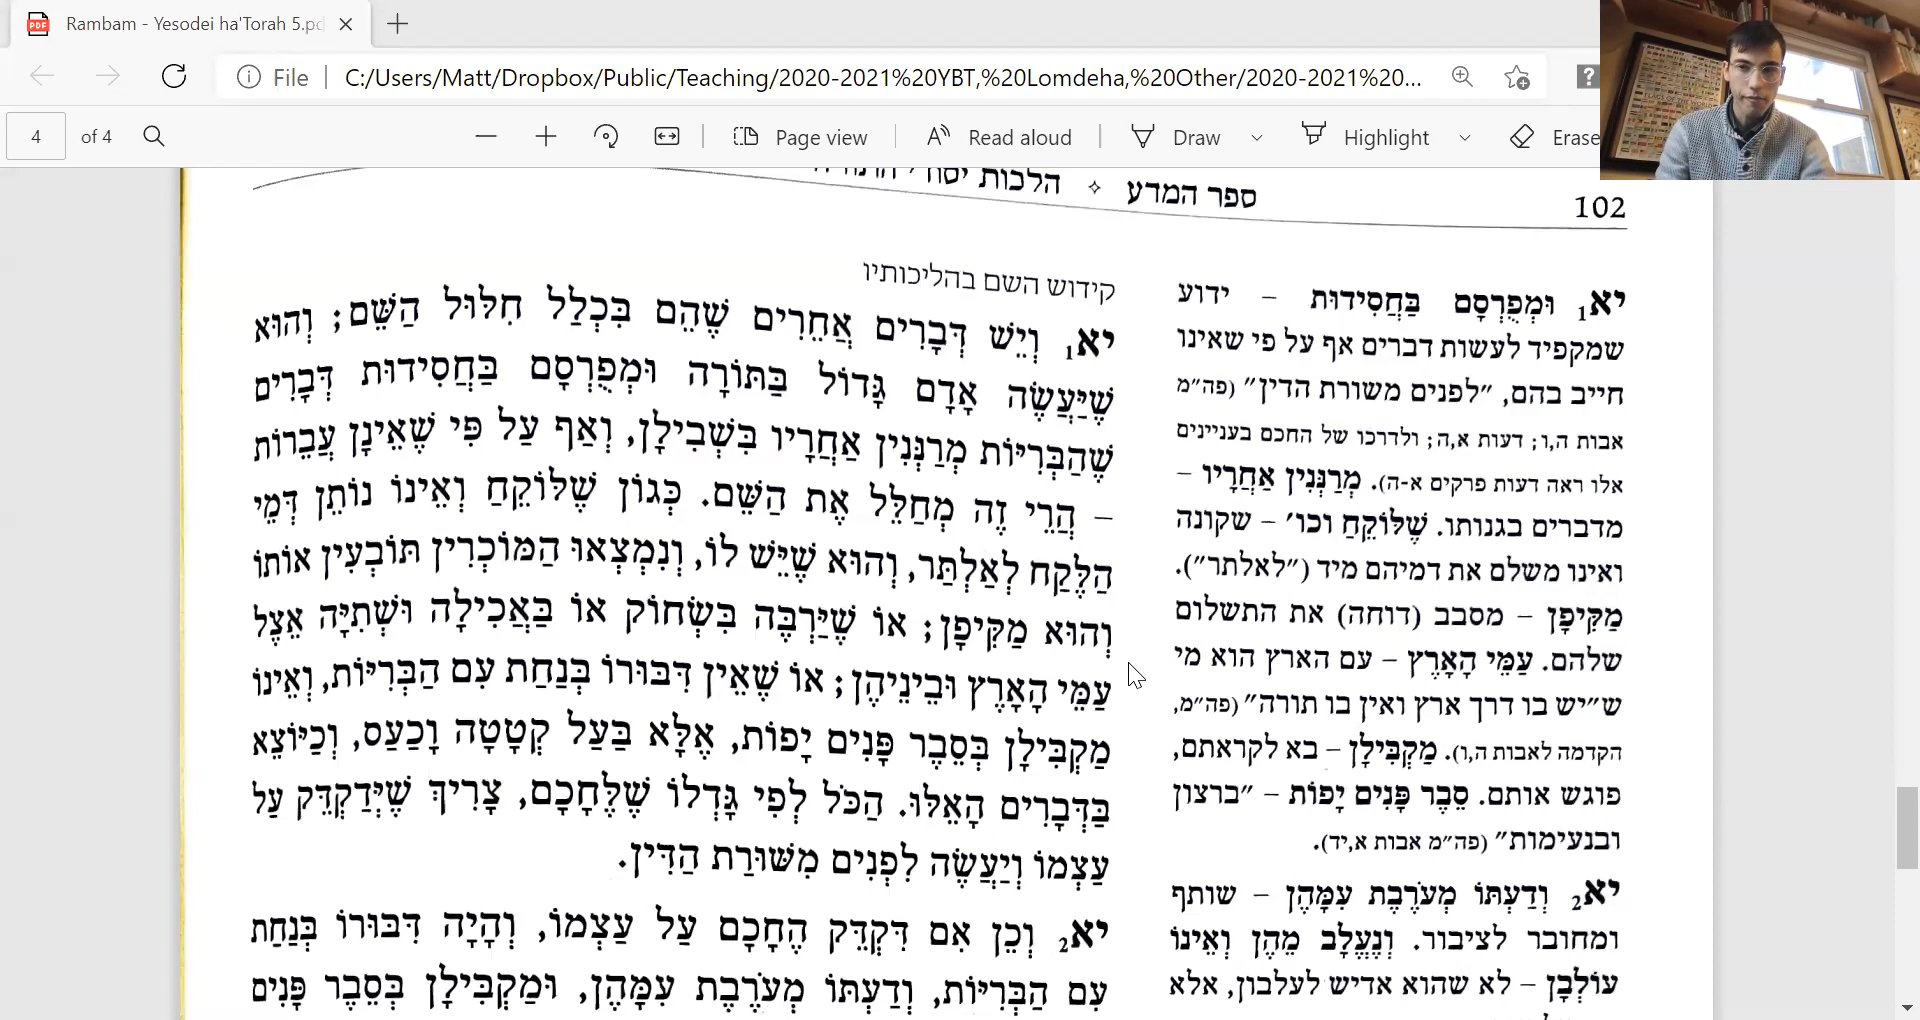 Rambam - Yesodei ha'Torah 5.pd
File C:/Users/Matt/Dropbox/Public/Teaching/2020-2021%20YBT,%20Lomdeha,%20Other/2020-2021%20...
4 of 4 Page view Read aloud Draw Highlight Erase
102 ספר המדע ✧ הלכות יסודי התורה
קידוש השם בהליכותיו
יא1 וְיֵשׁ דְּבָרִים אֲחֵרִים שֶׁהֵם בִּכְלַל חִלּוּל הַשֵּׁם; וְהוּא
שֶׁיַּעֲשֶׂה אָדָם גָּדוֹל בַּתּוֹרָה וּמְפֻרְסָם בַּחֲסִידוּת דְּבָרִים
שֶׁהַבְּרִיּוֹת מְרַנְּנִין אַחֲרָיו בִּשְׁבִילָן, וְאַף עַל פִּי שֶׁאֵינָן עֲבֵרוֹת
– הֲרֵי זֶה מְחַלֵּל אֶת הַשֵּׁם. כְּגוֹן שֶׁלּוֹקֵחַ וְאֵינוֹ נוֹתֵן דְּמֵי
הַלֶּקַח לְאַלְתַּר, וְהוּא שֶׁיֵּשׁ לוֹ, וְנִמְצְאוּ הַמּוֹכְרִין תּוֹבְעִין אוֹתוֹ
וְהוּא מַקִּיפָן; אוֹ שֶׁיַּרְבֶּה בִּשְׂחוֹק אוֹ בַּאֲכִילָה וּשְׁתִיָּה אֵצֶל
עַמֵּי הָאָרֶץ וּבֵינֵיהֶן; אוֹ שֶׁאֵין דִּבּוּרוֹ בְּנַחַת עִם הַבְּרִיּוֹת, וְאֵינוֹ
מַקְבִּילָן בְּסֵבֶר פָּנִים יָפוֹת, אֶלָּא בַּעַל קְטָטָה וָכַעַס, וְכַיּוֹצֵא
בַּדְּבָרִים הָאֵלּוּ. הַכֹּל לְפִי גָּדְלוֹ שֶׁלֶּחָכָם, צָרִיךְ שֶׁיְּדַקְדֵּק עַל
עַצְמוֹ וְיַעֲשֶׂה לִפְנִים מִשּׁוּרַת הַדִּין.
יא2 וְכֵן אִם דִּקְדֵּק הֶחָכָם עַל עַצְמוֹ, וְהָיָה דִּבּוּרוֹ בְּנַחַת
עִם הַבְּרִיּוֹת, וְדַעְתּוֹ מְעֹרֶבֶת עִמָּהֶן, וּמַקְבִּילָן בְּסֵבֶר פָּנִים
יא1 וּמְפֻרְסָם בַּחֲסִידוּת – ידוע
שמקפיד לעשות דברים אף על פי שאינו
חייב בהם, ״לפנים משורת הדין״ (פה״מ
אבות ה,ו; דעות א,ה; ולדרכו של החכם בעניינים
אלו ראה דעות פרקים א-ה). מְרַנְּנִין אַחֲרָיו –
מדברים בגנותו. שֶׁלּוֹקֵחַ וכו׳ – שקונה
ואינו משלם את דמיהם מיד (״לאלתר״).
מַקִּיפָן – מסבב (דוחה) את התשלום
שלהם. עַמֵּי הָאָרֶץ – עם הארץ הוא מי
ש״יש בו דרך ארץ ואין בו תורה״ (פה״מ,
הקדמה לאבות ה,ו). מַקְבִּילָן – בא לקראתם,
פוגש אותם. סֵבֶר פָּנִים יָפוֹת – ״ברצון
ובנעימות״ (פה״מ אבות א,יד).
יא2 וְדַעְתּוֹ מְעֹרֶבֶת עִמָּהֶן – שותף
ומחובר לציבור. וְנֶעֱלָב מֵהֶן וְאֵינוֹ
עוֹלְבָן – לא שהוא אדיש לעלבון, אלא